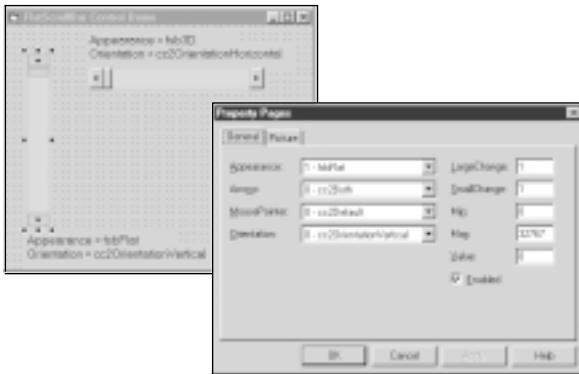 FlatScrollBar Control Demo
Appearance = fsb3D
Orientation = cc2OrientationHorizontal
Appearance = fsbFlat
Orientation = cc2OrientationVertical
Property Pages
General Picture
Appearance: 1 - fsbFlat
Arrows: 0 - cc2Both
MousePointer: 0 - cc2Default
Orientation: 0 - cc2OrientationVertical
LargeChange: 1
SmallChange: 1
Min: 0
Max: 32767
Value: 0
Enabled
OK Cancel Apply Help